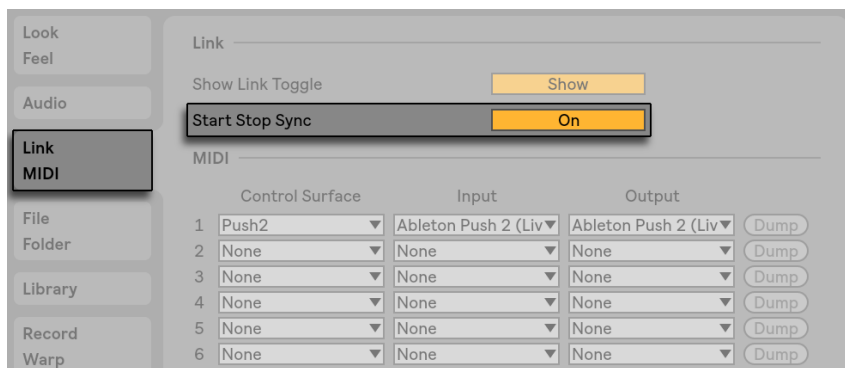 Look
Feel
Audio
Link
MIDI
File
Folder
Library
Record
Warp
Link
Show Link Toggle Show
Start Stop Sync On
MIDI
Control Surface Input Output
1 Push2 Ableton Push 2 (Liv Ableton Push 2 (Liv Dump
2 None None None Dump
3 None None None Dump
4 None None None Dump
5 None None None Dump
6 None None None Dump